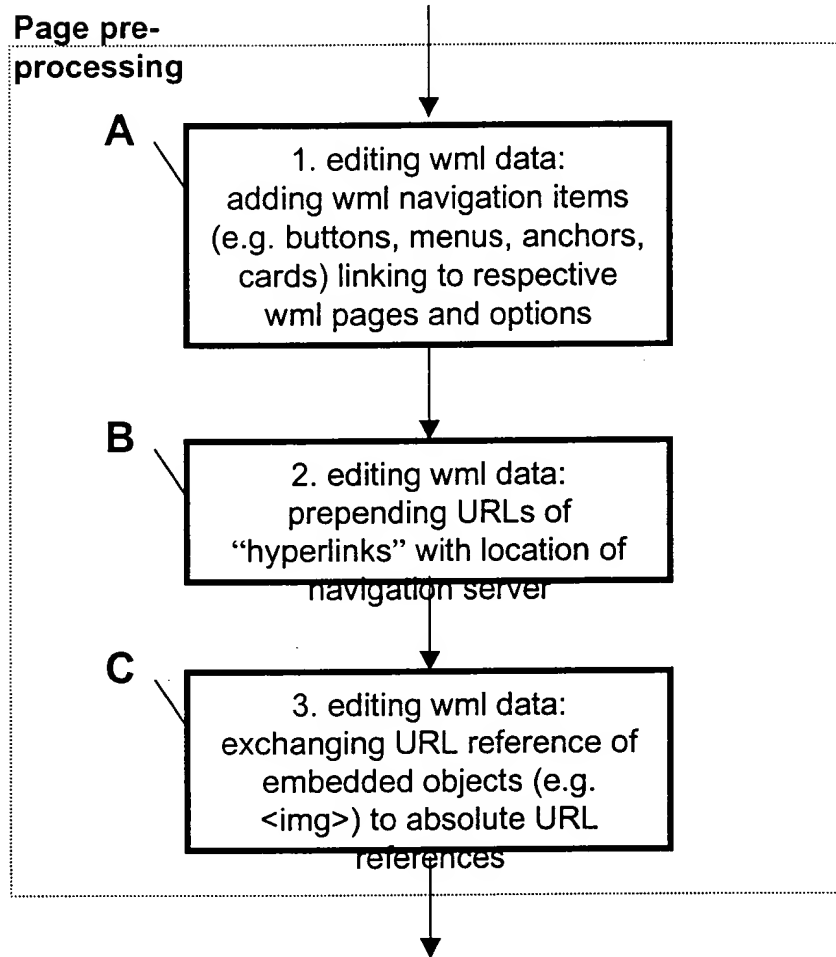 Page pre-
processing
A
1. editing wml data:
adding wml navigation items
(e.g. buttons, menus, anchors,
cards) linking to respective
wml pages and options
B
2. editing wml data:
prepending URLs of
“hyperlinks” with location of
navigation server
C
3. editing wml data:
exchanging URL reference of
embedded objects (e.g.
<img>) to absolute URL
references